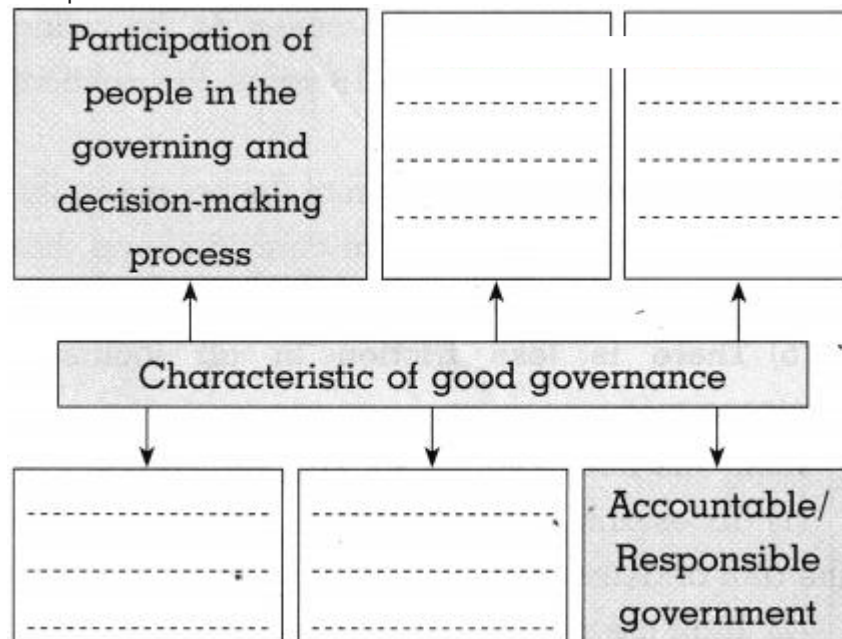 Participation of
people in the
governing and
decision-making
process
Characteristic of good governance
Accountable/
Responsible
government